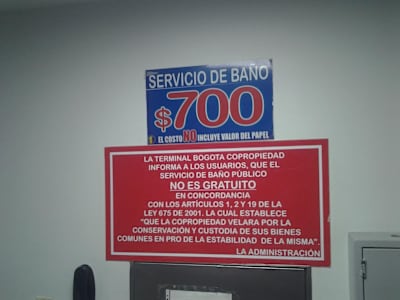 SERVICIO DE BAÑO
$700
EL COSTO NO INCLUYE VALOR DEL PAPEL
LA TERMINAL BOGOTA COPROPIEDAD
INFORMA A LOS USUARIOS, QUE EL
SERVICIO DE BAÑO PÚBLICO
NO ES GRATUITO
EN CONCORDANCIA
CON LOS ARTÍCULOS 1, 2 Y 19 DE LA
LEY 675 DE 2001. LA CUAL ESTABLECE
"QUE LA COPROPIEDAD VELARA POR LA
CONSERVACIÓN Y CUSTODIA DE SUS BIENES
COMUNES EN PRO DE LA ESTABILIDAD DE LA MISMA".
LA ADMINISTRACIÓN